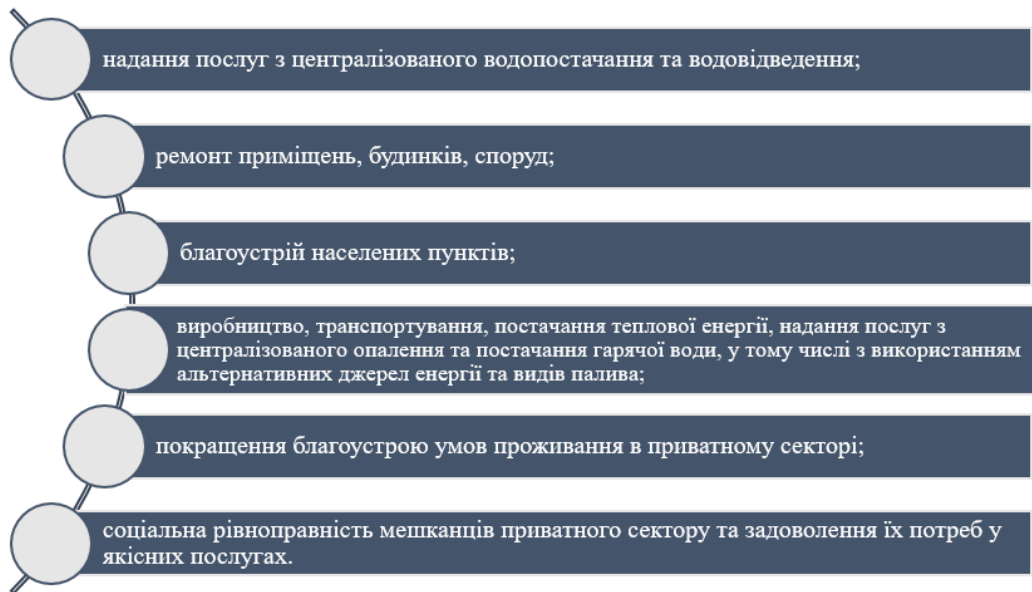 надання послуг з централізованого водопостачання та водовідведення;
ремонт приміщень, будинків, споруд;
благоустрій населених пунктів;
виробництво, транспортування, постачання теплової енергії, надання послуг з
централізованого опалення та постачання гарячої води, у тому числі з використанням
альтернативних джерел енергії та видів палива;
покращення благоустрою умов проживання в приватному секторі;
соціальна рівноправність мешканців приватного сектору та задоволення їх потреб у
якісних послугах.